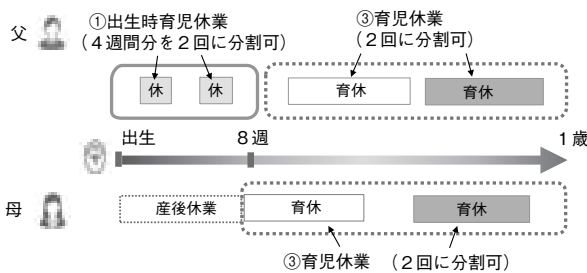 ①出生時育児休業
（４週間分を２回に分割可）
③育児休業
（２回に分割可）
父
休 休
育休 育休
出生 ８週 １歳
母
産後休業 育休 育休
③育児休業 （２回に分割可）